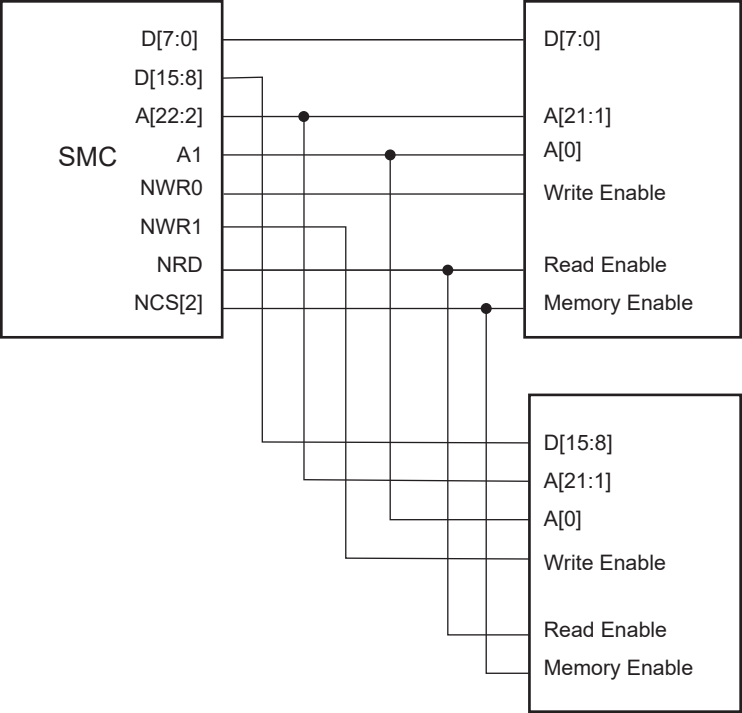 D[7:0]
D[15:8]
A[22:2]
SMC
A1
NWR0
NWR1
NRD
NCS[2]
D[7:0]
A[21:1]
A[0]
Write Enable
Read Enable
Memory Enable
D[15:8]
A[21:1]
A[0]
Write Enable
Read Enable
Memory Enable